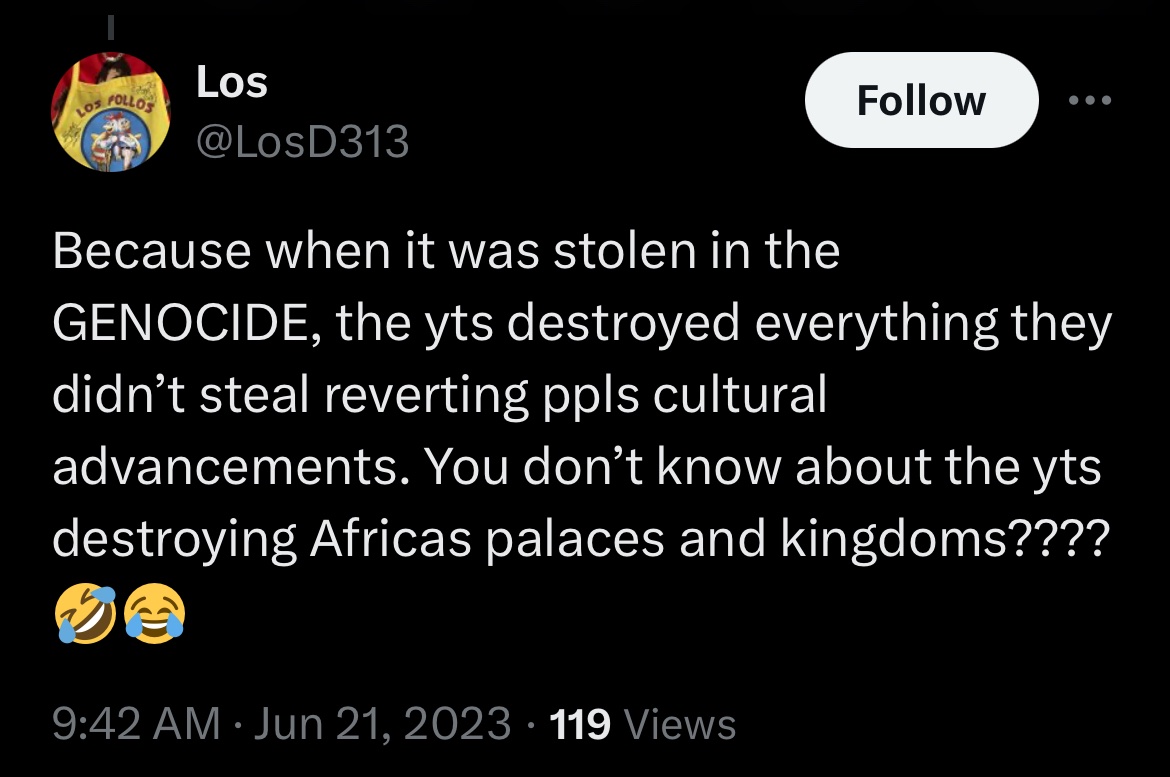 LOS POLLOS
Los
@LosD313
Follow
Because when it was stolen in the
GENOCIDE, the yts destroyed everything they
didn’t steal reverting ppls cultural
advancements. You don’t know about the yts
destroying Africas palaces and kingdoms????
🤣😂
9:42 AM · Jun 21, 2023 · 119 Views